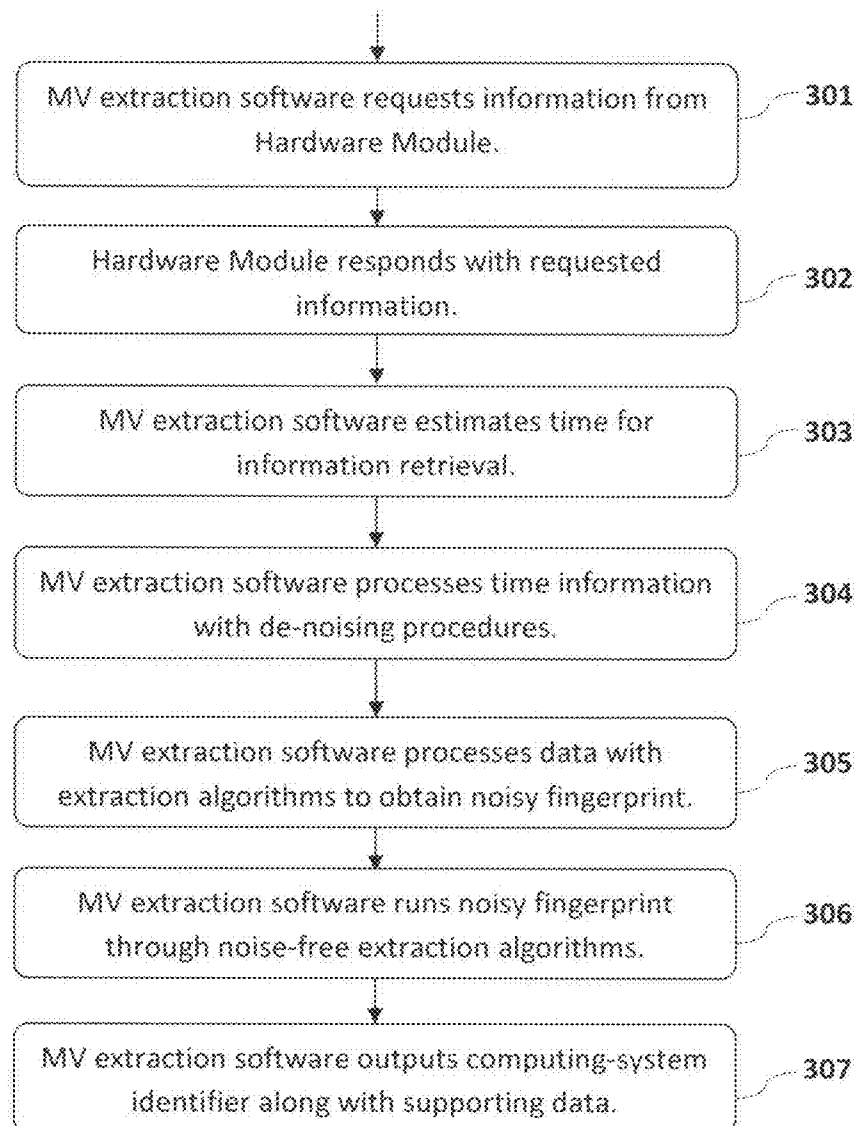 MV extraction software requests information from
Hardware Module.
301
Hardware Module responds with requested
information.
302
MV extraction software estimates time for
information retrieval.
303
MV extraction software processes time information
with de-noising procedures.
304
MV extraction software processes data with
extraction algorithms to obtain noisy fingerprint.
305
MV extraction software runs noisy fingerprint
through noise-free extraction algorithms.
306
MV extraction software outputs computing-system
identifier along with supporting data.
307